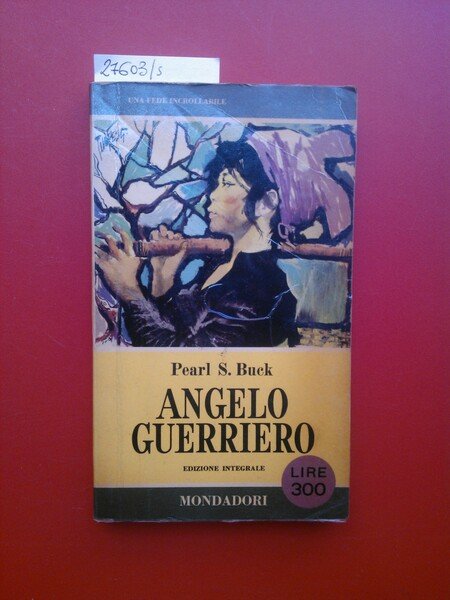 27603/s
UNA FEDE INCROLLABILE
Pearl S. Buck
ANGELO
GUERRIERO
EDIZIONE INTEGRALE
LIRE
300
MONDADORI